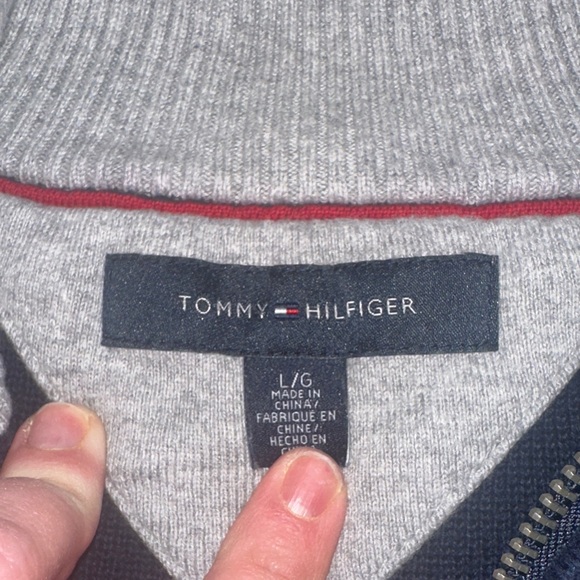 TOMMY HILFIGER
L/G
MADE IN
CHINA/
FABRIQUÉ EN
CHINE/
HECHO EN